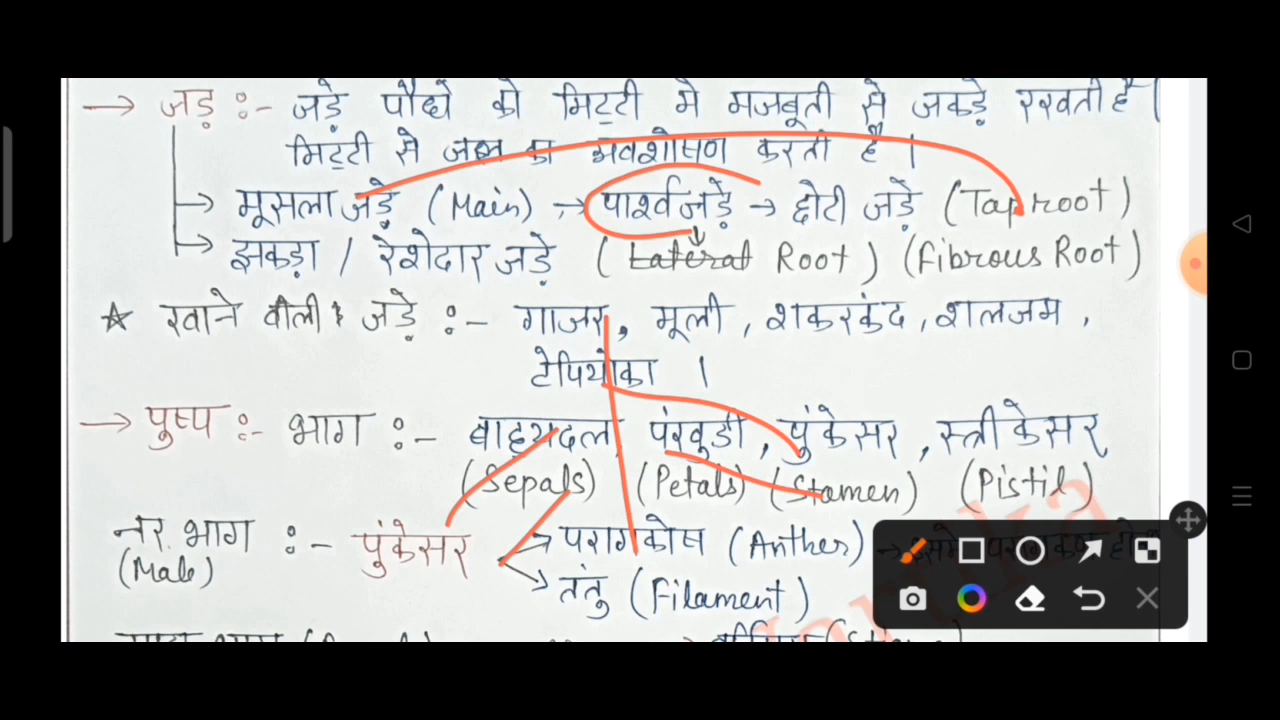 → जड़ :- जड़े पौधो को मिट्टी मे मजबूती से जकड़े रखती है।
मिट्टी से जल का अवशोषण करती है।
→ मूसला जड़े (Main) → पार्श्व जड़े → छोटी जड़े (Tap root)
→ झकड़ा / रेशेदार जड़े (Lateral Root) (Fibrous Root)
★ खाने वाली जड़े :- गाजर, मूली, शकरकंद, शलजम,
टेपियोका।
→ पुष्प :- भाग :- बाह्यदल, पंखुडी, पुंकेसर, स्त्रीकेसर,
(Sepals) (Petals) (Stamen) (Pistil)
नर भाग :- पुंकेसर → परागकोष (Anther) →
(Male) → तंतु (Filament)